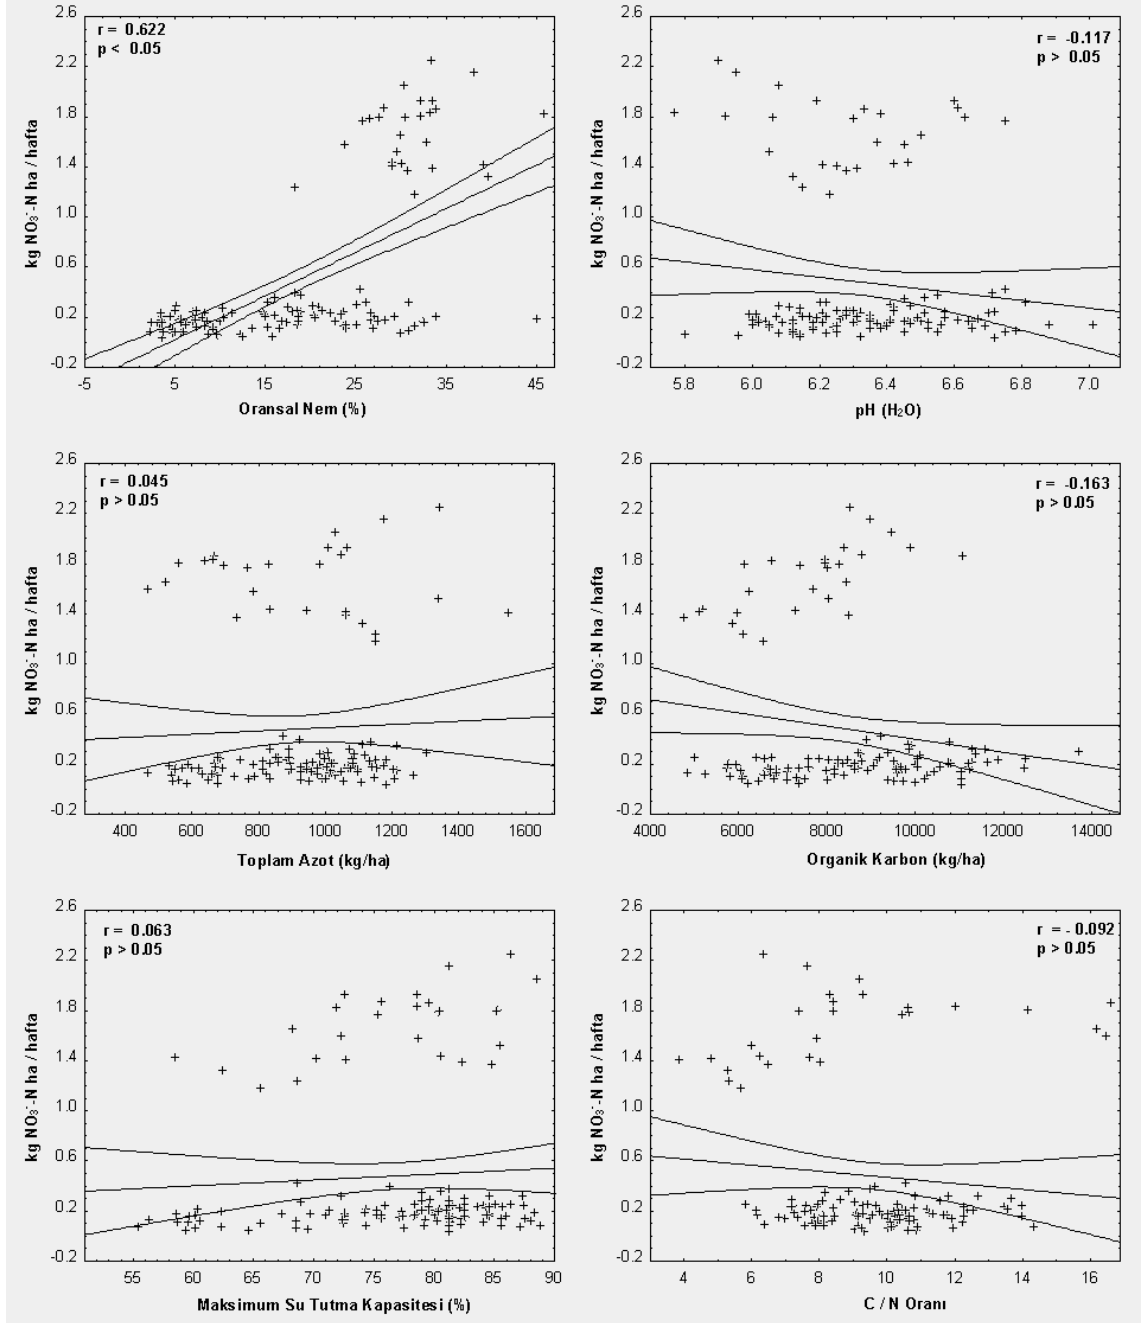 2.6
2.2
1.8
1.4
1.0
0.6
0.2
-0.2
kg NO₃⁻-N ha / hafta
r = 0.622
p < 0.05
-5 5 15 25 35 45
Oransal Nem (%)
2.6
2.2
1.8
1.4
1.0
0.6
0.2
-0.2
kg NO₃⁻-N ha / hafta
r = -0.117
p > 0.05
5.8 6.0 6.2 6.4 6.6 6.8 7.0
pH (H₂O)
2.6
2.2
1.8
1.4
1.0
0.6
0.2
-0.2
kg NO₃⁻-N ha / hafta
r = 0.045
p > 0.05
400 600 800 1000 1200 1400 1600
Toplam Azot (kg/ha)
2.6
2.2
1.8
1.4
1.0
0.6
0.2
-0.2
kg NO₃⁻-N ha / hafta
r = -0.163
p > 0.05
4000 6000 8000 10000 12000 14000
Organik Karbon (kg/ha)
2.6
2.2
1.8
1.4
1.0
0.6
0.2
-0.2
kg NO₃⁻-N ha / hafta
r = 0.063
p > 0.05
55 60 65 70 75 80 85 90
Maksimum Su Tutma Kapasitesi (%)
2.6
2.2
1.8
1.4
1.0
0.6
0.2
-0.2
kg NO₃⁻-N ha / hafta
r = - 0.092
p > 0.05
4 6 8 10 12 14 16
C / N Oranı